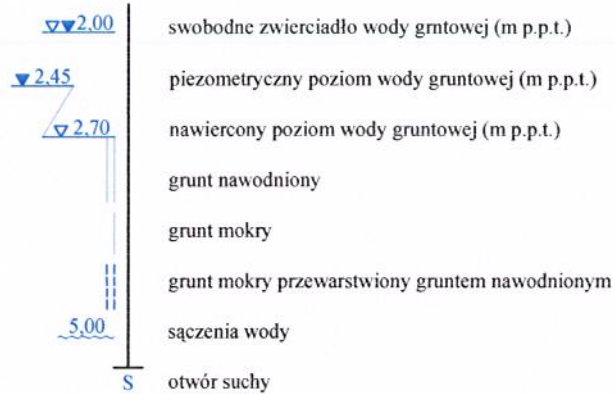 2,00 swobodne zwierciadło wody grntowej (m p.p.t.)
2,45 piezometryczny poziom wody gruntowej (m p.p.t.)
2,70 nawiercony poziom wody gruntowej (m p.p.t.)
grunt nawodniony
grunt mokry
grunt mokry przewarstwiony gruntem nawodnionym
5,00 sączenia wody
S otwór suchy